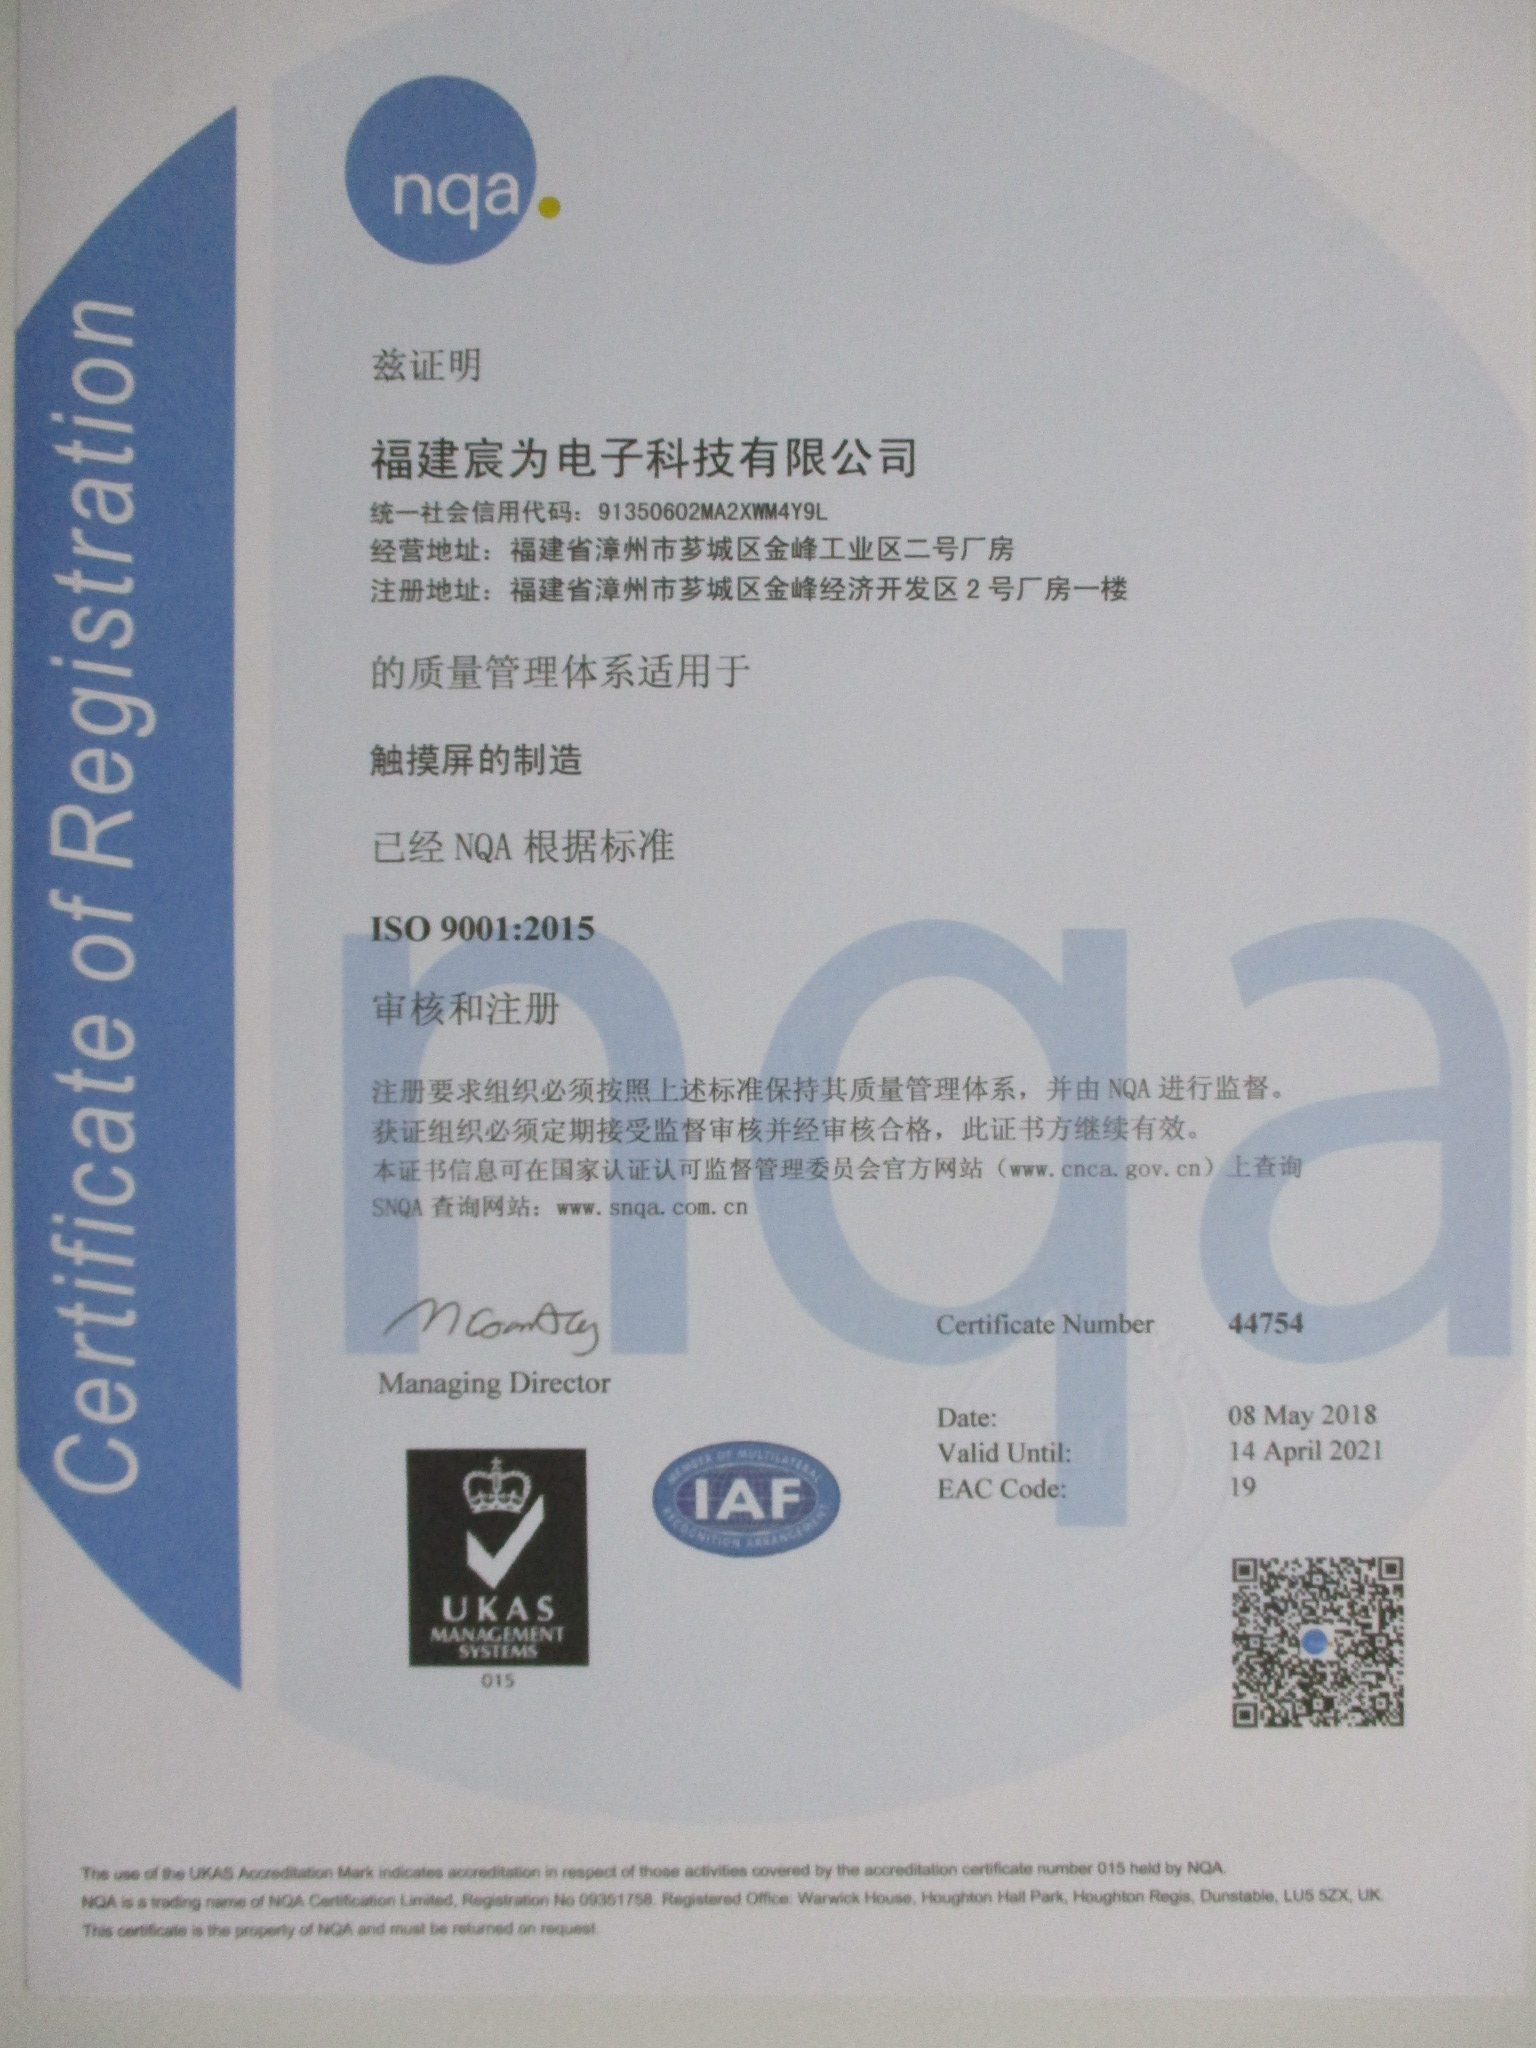 nqa.
Certificate of Registration
兹证明
福建宸为电子科技有限公司
统一社会信用代码：91350602MA2XWM4Y9L
经营地址：福建省漳州市芗城区金峰工业区二号厂房
注册地址：福建省漳州市芗城区金峰经济开发区 2 号厂房一楼
的质量管理体系适用于
触摸屏的制造
已经 NQA 根据标准
ISO 9001:2015
审核和注册
注册要求组织必须按照上述标准保持其质量管理体系，并由 NQA 进行监督。
获证组织必须定期接受监督审核并经审核合格，此证书方继续有效。
本证书信息可在国家认证认可监督管理委员会官方网站（www.cnca.gov.cn）上查询
SNQA 查询网站：www.snqa.com.cn
nqa
Managing Director
Certificate Number 44754
Date: 08 May 2018
Valid Until: 14 April 2021
EAC Code: 19
UKAS
MANAGEMENT
SYSTEMS
015
MEMBER OF MULTILATERAL
IAF
RECOGNITION ARRANGEMENT
The use of the UKAS Accreditation Mark indicates accreditation in respect of those activities covered by the accreditation certificate number 015 held by NQA.
NQA is a trading name of NQA Certification Limited, Registration No 09351758. Registered Office: Warwick House, Houghton Hall Park, Houghton Regis, Dunstable, LU5 5ZX, UK.
This certificate is the property of NQA and must be returned on request.